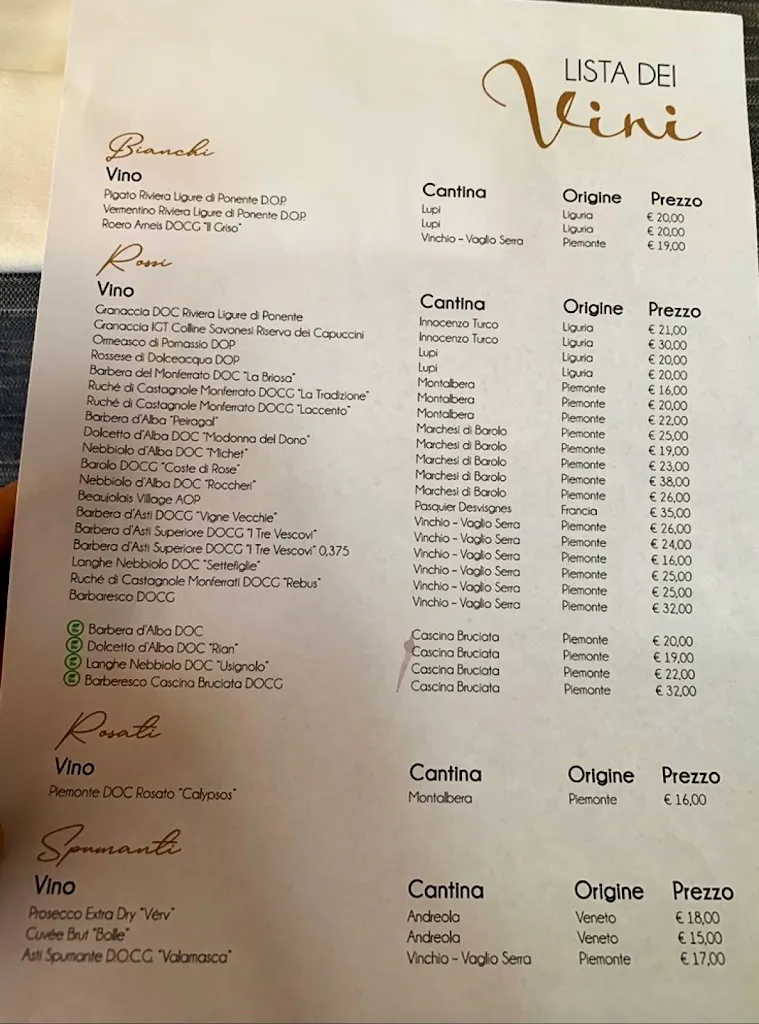 LISTA DEI
Vini
Bianchi
Vino Cantina Origine Prezzo
Pigato Riviera Ligure di Ponente D.O.P. Lupi Liguria € 20,00
Vermentino Riviera Ligure di Ponente D.O.P. Lupi Liguria € 20,00
Roero Arneis DOCG "Il Griso" Vinchio - Vaglio Serra Piemonte € 19,00
Rossi
Vino Cantina Origine Prezzo
Granaccia DOC Riviera Ligure di Ponente Innocenzo Turco Liguria € 21,00
Granaccia IGT Colline Savonesi Riserva dei Capuccini Innocenzo Turco Liguria € 30,00
Ormeasco di Pornassio DOP Lupi Liguria € 20,00
Rossese di Dolceacqua DOP Lupi Liguria € 20,00
Barbera del Monferrato DOC "La Briosa" Montalbera Piemonte € 16,00
Ruché di Castagnole Monferrato DOCG "La Tradizione" Montalbera Piemonte € 20,00
Ruché di Castagnole Monferrato DOCG "Laccento" Montalbera Piemonte € 22,00
Barbera d'Alba "Peiragal" Marchesi di Barolo Piemonte € 25,00
Dolcetto d'Alba DOC "Modonna del Dono" Marchesi di Barolo Piemonte € 19,00
Nebbiolo d'Alba DOC "Michet" Marchesi di Barolo Piemonte € 23,00
Barolo DOCG "Coste di Rose" Marchesi di Barolo Piemonte € 38,00
Nebbiolo d'Alba DOC "Roccheri" Marchesi di Barolo Piemonte € 26,00
Beaujolais Village AOP Pasquier Desvisgnes Francia € 35,00
Barbera d'Asti DOCG "Vigne Vecchie" Vinchio - Vaglio Serra Piemonte € 26,00
Barbera d'Asti Superiore DOCG "I Tre Vescovi" Vinchio - Vaglio Serra Piemonte € 24,00
Barbera d'Asti Superiore DOCG "I Tre Vescovi" 0,375 Vinchio - Vaglio Serra Piemonte € 16,00
Langhe Nebbiolo DOC "Settefiglie" Vinchio - Vaglio Serra Piemonte € 25,00
Ruché di Castagnole Monferrati DOCG "Rebus" Vinchio - Vaglio Serra Piemonte € 25,00
Barbaresco DOCG Vinchio - Vaglio Serra Piemonte € 32,00
Barbera d'Alba DOC Cascina Bruciata Piemonte € 20,00
Dolcetto d'Alba DOC "Rian" Cascina Bruciata Piemonte € 19,00
Langhe Nebbiolo DOC "Usignolo" Cascina Bruciata Piemonte € 22,00
Barberesco Cascina Bruciata DOCG Cascina Bruciata Piemonte € 32,00
Rosati
Vino Cantina Origine Prezzo
Piemonte DOC Rosato "Calypsos" Montalbera Piemonte € 16,00
Spumanti
Vino Cantina Origine Prezzo
Prosecco Extra Dry "Vérv" Andreola Veneto € 18,00
Cuvée Brut "Bolle" Andreola Veneto € 15,00
Asti Spumante D.O.C.G. "Valamasca" Vinchio - Vaglio Serra Piemonte € 17,00